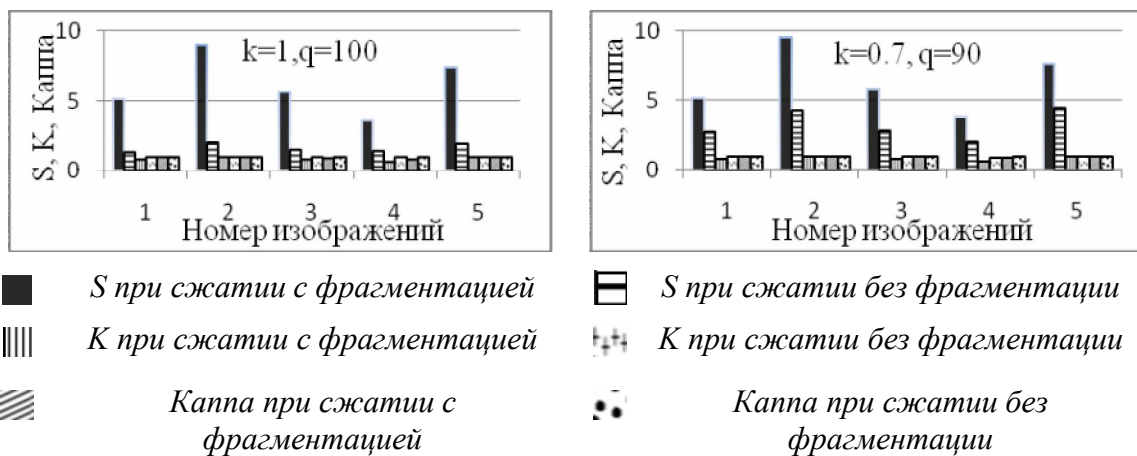 10
5
0
S, K, Каппа
k=1,q=100
1 2 3 4 5
Номер изображений
10
5
0
S, K, Каппа
k=0.7, q=90
1 2 3 4 5
Номер изображений
S при сжатии с фрагментацией
S при сжатии без фрагментации
K при сжатии с фрагментацией
K при сжатии без фрагментации
Каппа при сжатии с
фрагментацией
Каппа при сжатии без
фрагментации